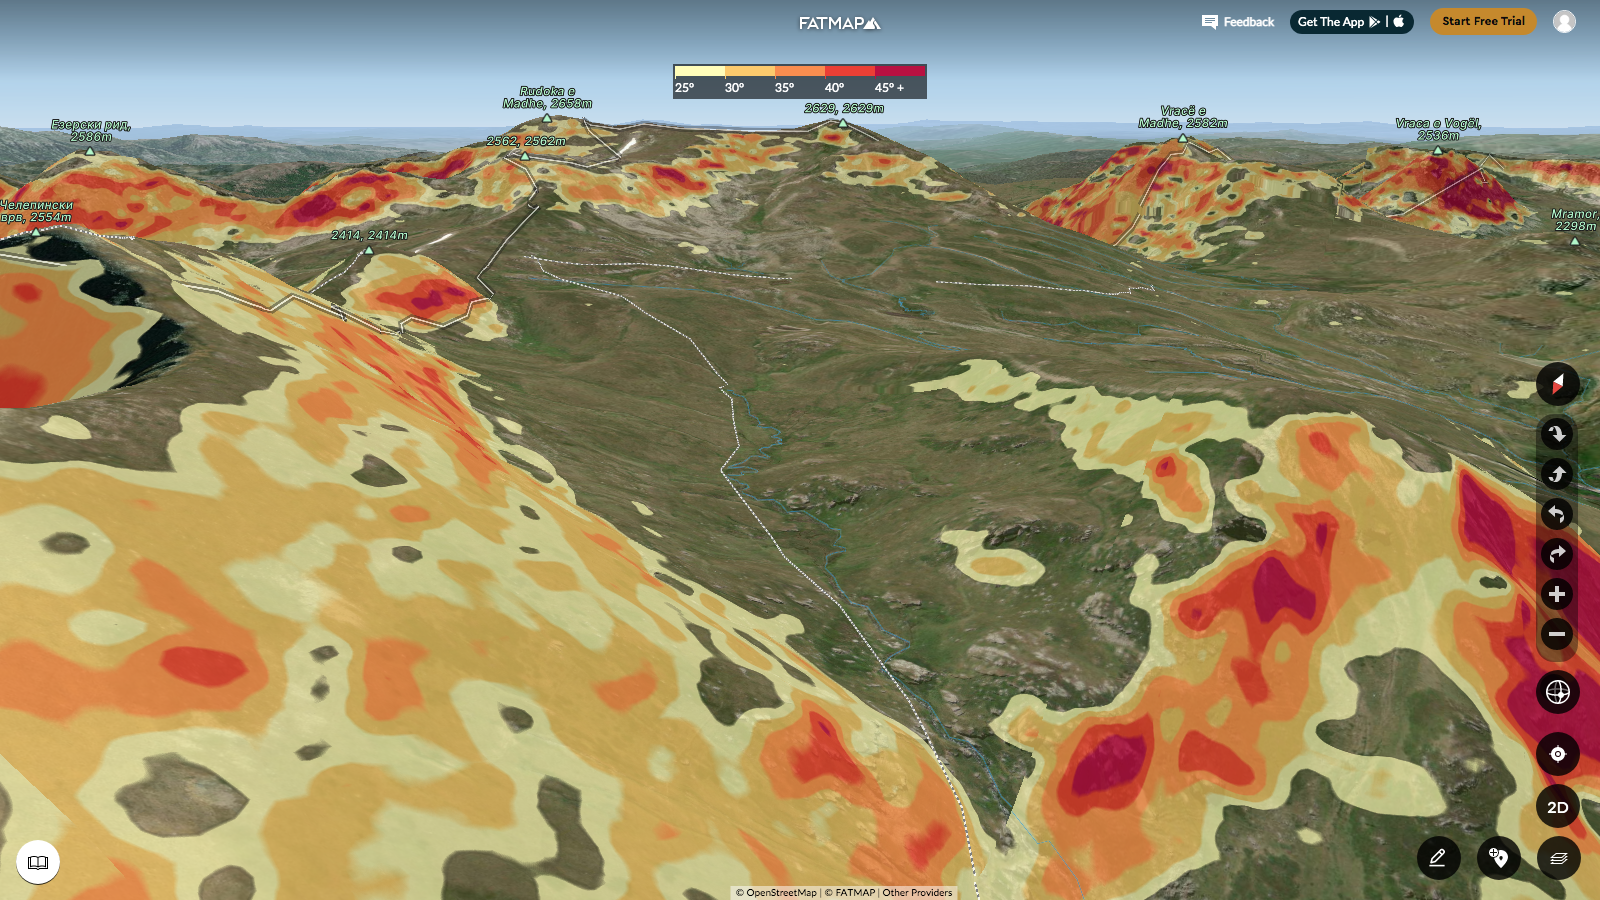 FATMAP
Feedback
Get The App
Start Free Trial
25° 30° 35° 40° 45° +
Rudoka e
Madhe, 2658m
2629, 2629m
Vracë e
Madhe, 2582m
Vraca e Vogël,
2536m
Езерски рид,
2586m
2562, 2562m
Челепински
врв, 2554m
2414, 2414m
Mramor,
2298m
2D
© OpenStreetMap | © FATMAP | Other Providers